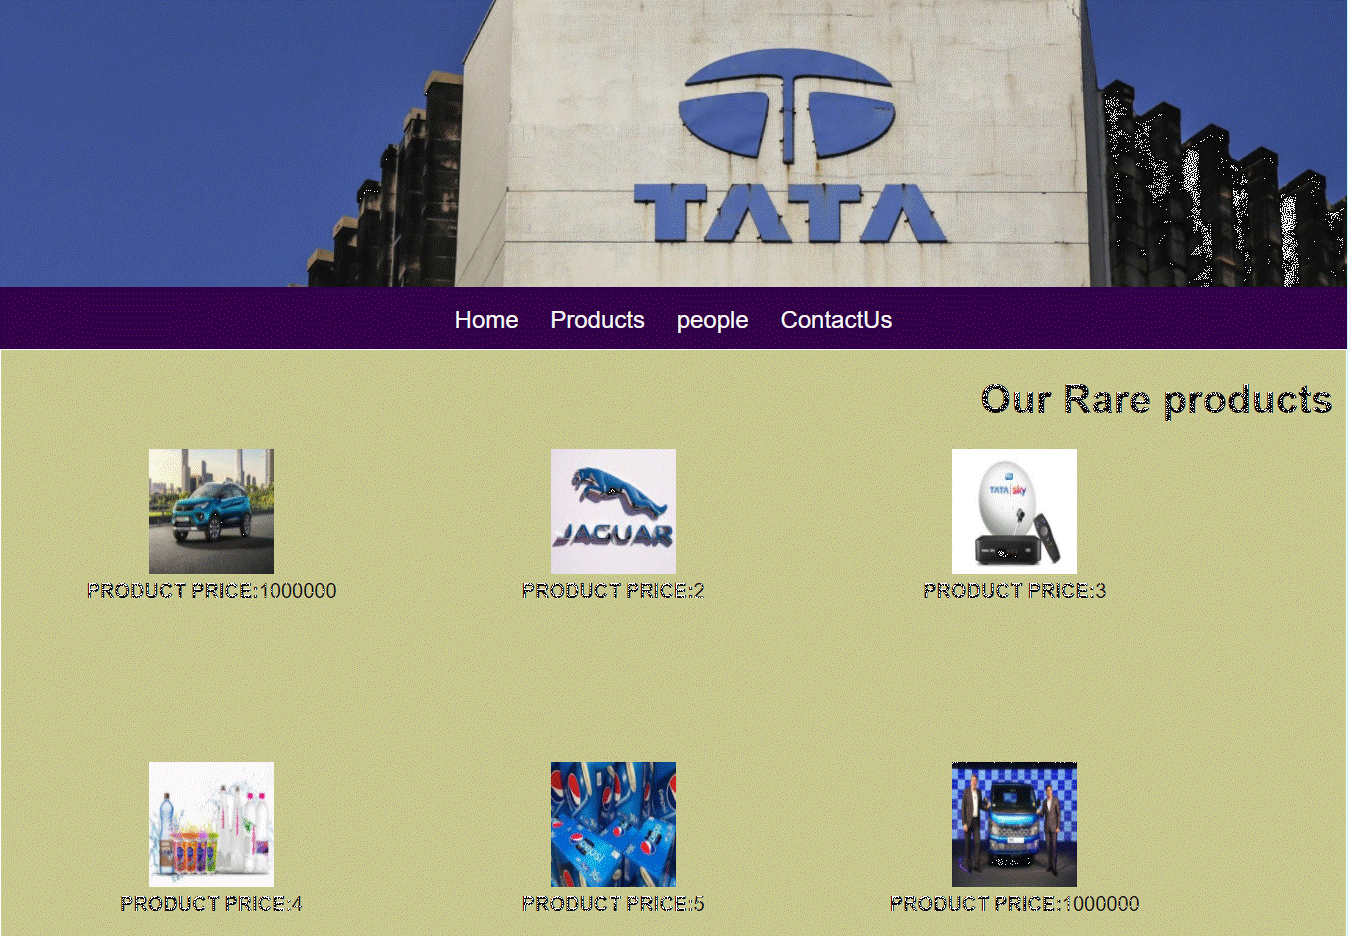 TATA
Home Products people ContactUs
Our Rare products
JAGUAR
TATA sky
PRODUCT PRICE:1000000
PRODUCT PRICE:2
PRODUCT PRICE:3
PRODUCT PRICE:4
PRODUCT PRICE:5
PRODUCT PRICE:1000000